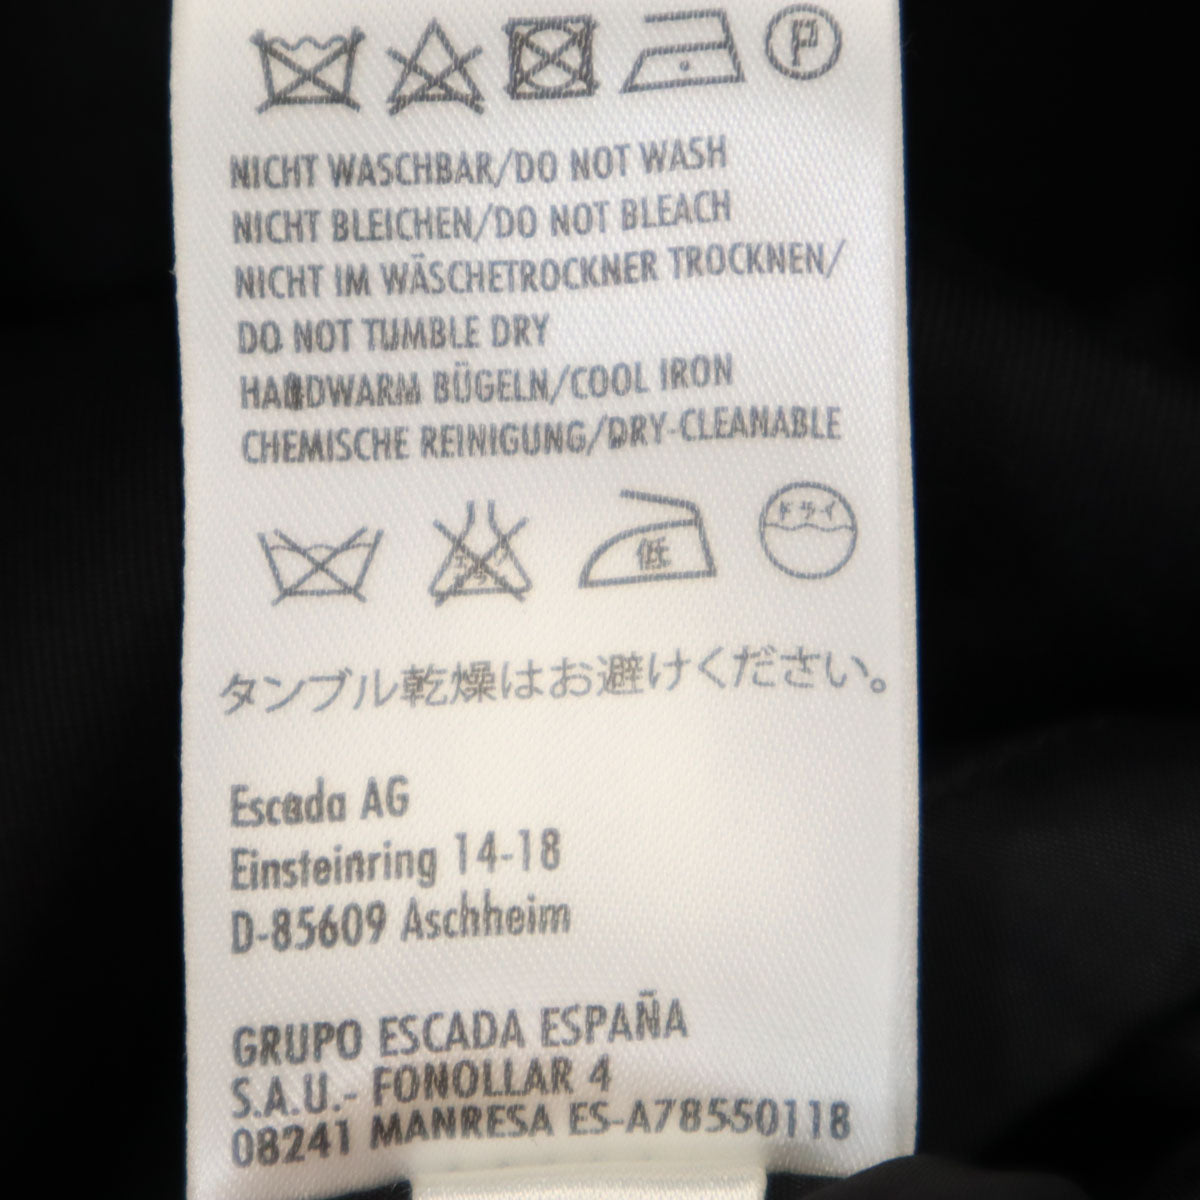 P
NICHT WASCHBAR/DO NOT WASH
NICHT BLEICHEN/DO NOT BLEACH
NICHT IM WÄSCHETROCKNER TROCKNEN/
DO NOT TUMBLE DRY
HANDWARM BÜGELN/COOL IRON
CHEMISCHE REINIGUNG/DRY-CLEANABLE
低 ドライ
タンブル乾燥はお避けください。
Escada AG
Einsteinring 14-18
D-85609 Aschheim
GRUPO ESCADA ESPAÑA
S.A.U.- FONOLLAR 4
08241 MANRESA ES-A78550118